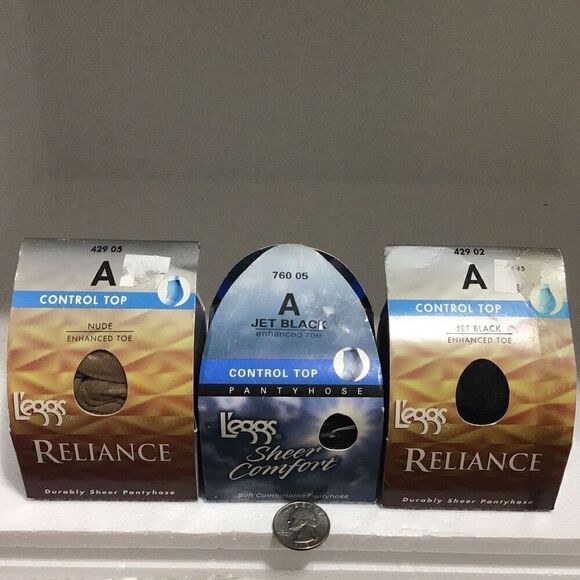 429 05
A
CONTROL TOP
NUDE
ENHANCED TOE
L'eggs
RELIANCE
Durably Sheer Pantyhose
760 05
A
JET BLACK
enhanced toe
CONTROL TOP
PANTYHOSE
L'eggs®
Sheer
Comfort
Soft Comfortable Pantyhose
429 02
A
CONTROL TOP
JET BLACK
ENHANCED TOE
L'eggs
RELIANCE
Durably Sheer Pantyhose